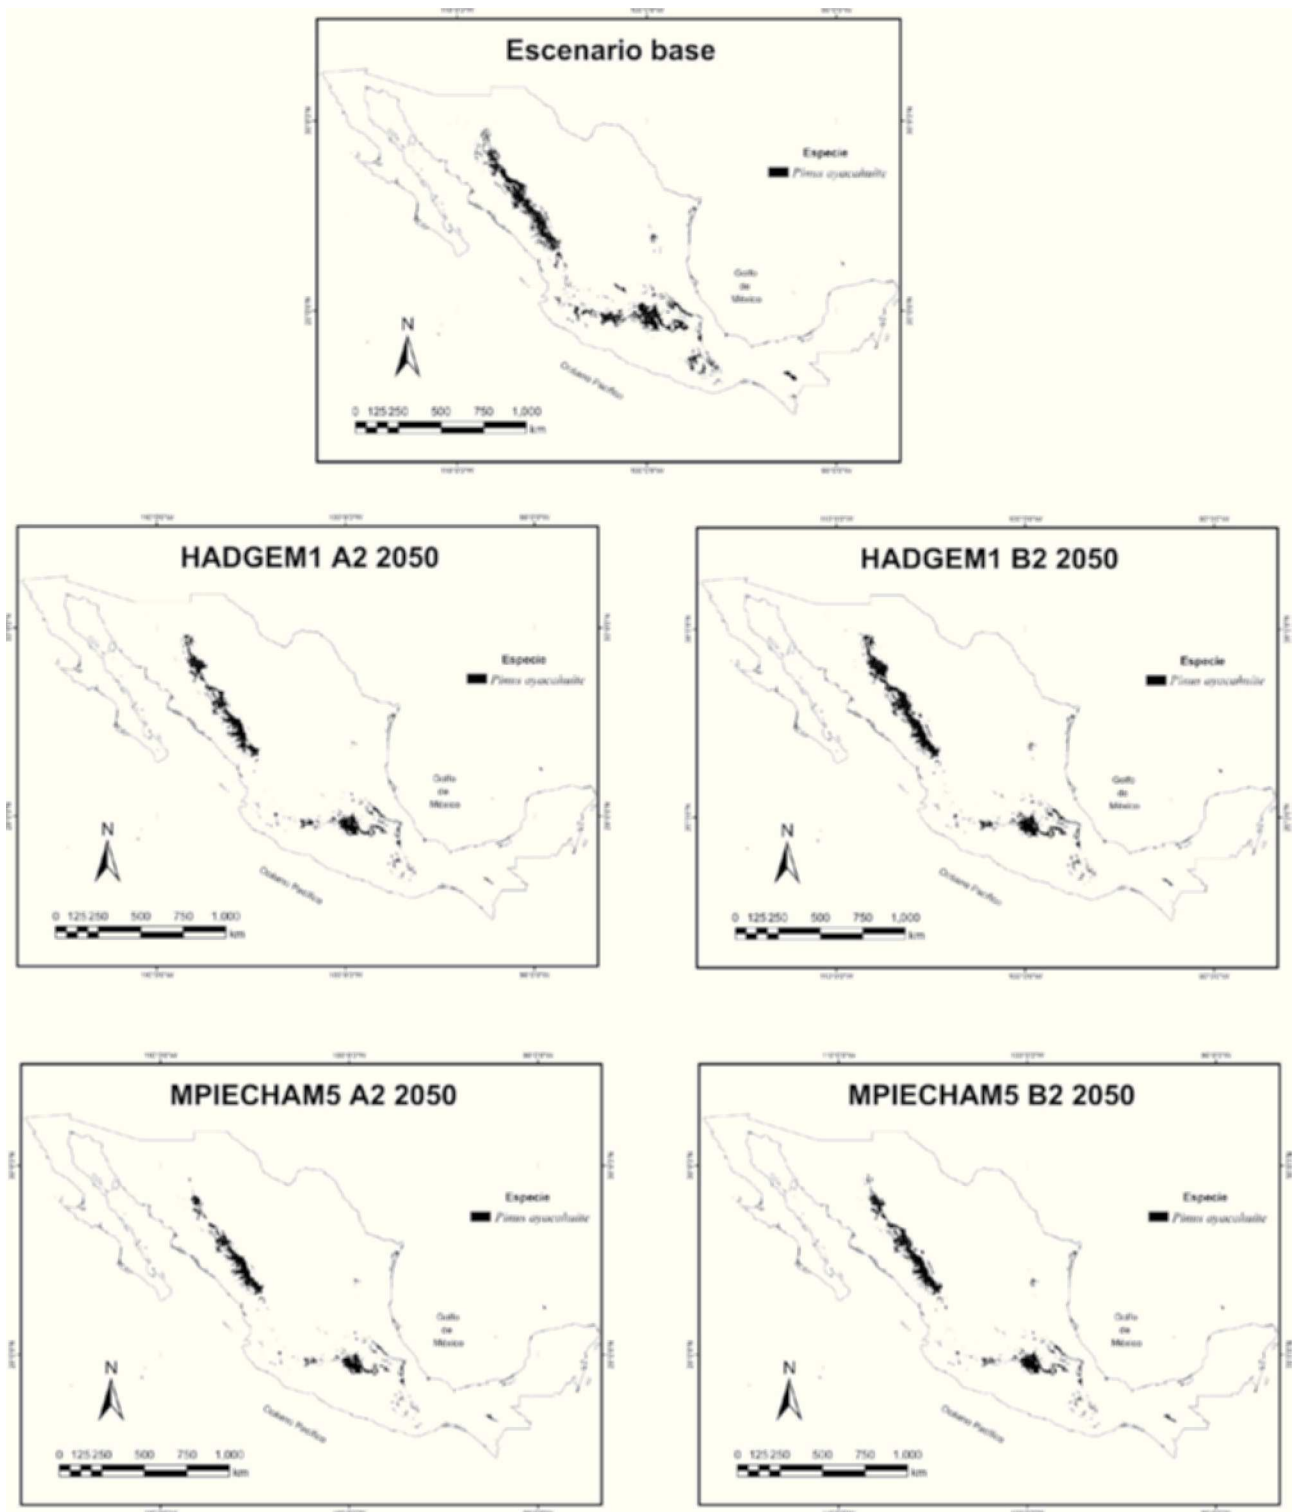 Escenario base
Especie
Pinus ayacahuite
Golfo
de
México
N
Océano Pacífico
0 125 250 500 750 1,000
km
HADGEM1 A2 2050
Especie
Pinus ayacahuite
Golfo
de
México
N
Océano Pacífico
0 125 250 500 750 1,000
km
HADGEM1 B2 2050
Especie
Pinus ayacahuite
Golfo
de
México
N
Océano Pacífico
0 125 250 500 750 1,000
km
MPIECHAM5 A2 2050
Especie
Pinus ayacahuite
Golfo
de
México
N
Océano Pacífico
0 125 250 500 750 1,000
km
MPIECHAM5 B2 2050
Especie
Pinus ayacahuite
Golfo
de
México
N
Océano Pacífico
0 125 250 500 750 1,000
km